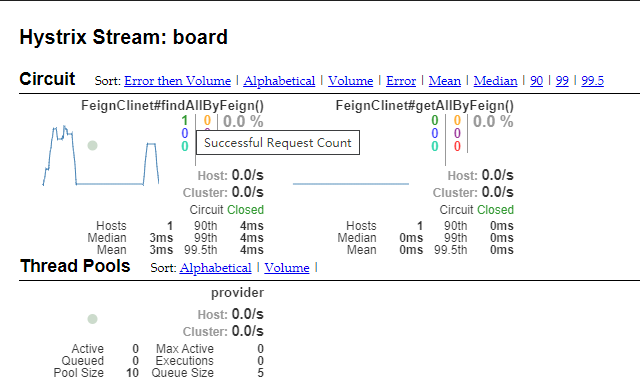 Hystrix Stream: board
Circuit Sort: Error then Volume | Alphabetical | Volume | Error | Mean | Median | 90 | 99 | 99.5
FeignClinet#findAllByFeign() FeignClinet#getAllByFeign()
1 0 0.0 % 0 0 0.0 %
0 0 0
0 Successful Request Count 0 0
Host: 0.0/s Host: 0.0/s
Cluster: 0.0/s Cluster: 0.0/s
Circuit Closed Circuit Closed
Hosts 1 90th 4ms Hosts 1 90th 0ms
Median 3ms 99th 4ms Median 0ms 99th 0ms
Mean 3ms 99.5th 4ms Mean 0ms 99.5th 0ms
Thread Pools Sort: Alphabetical | Volume |
provider
Host: 0.0/s
Cluster: 0.0/s
Active 0 Max Active 0
Queued 0 Executions 0
Pool Size 10 Queue Size 5